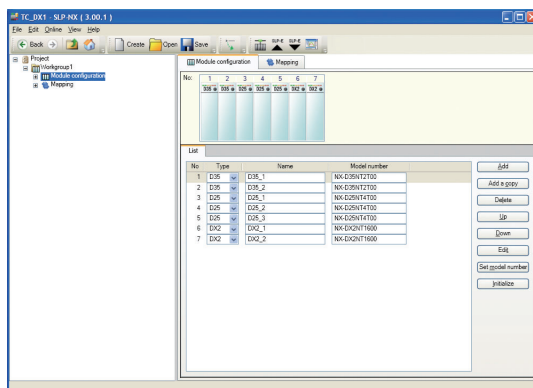 TC_DX1 - SLP-NX ( 3.00.1 )
File Edit Online View Help
Back Create Open Save SLP-E SLP-E
Project
Workgroup1
Module configuration
Mapping
Module configuration Mapping
No: 1 2 3 4 5 6 7
D35 D35 D25 D25 D25 DX2 DX2
List
No Type Name Model number
1 D35 D35_1 NX-D35NT2T00
2 D35 D35_2 NX-D35NT2T00
3 D25 D25_1 NX-D25NT4T00
4 D25 D25_2 NX-D25NT4T00
5 D25 D25_3 NX-D25NT4T00
6 DX2 DX2_1 NX-DX2NT1600
7 DX2 DX2_2 NX-DX2NT1600
Add
Add a copy
Delete
Up
Down
Edit
Set model number
Initialize